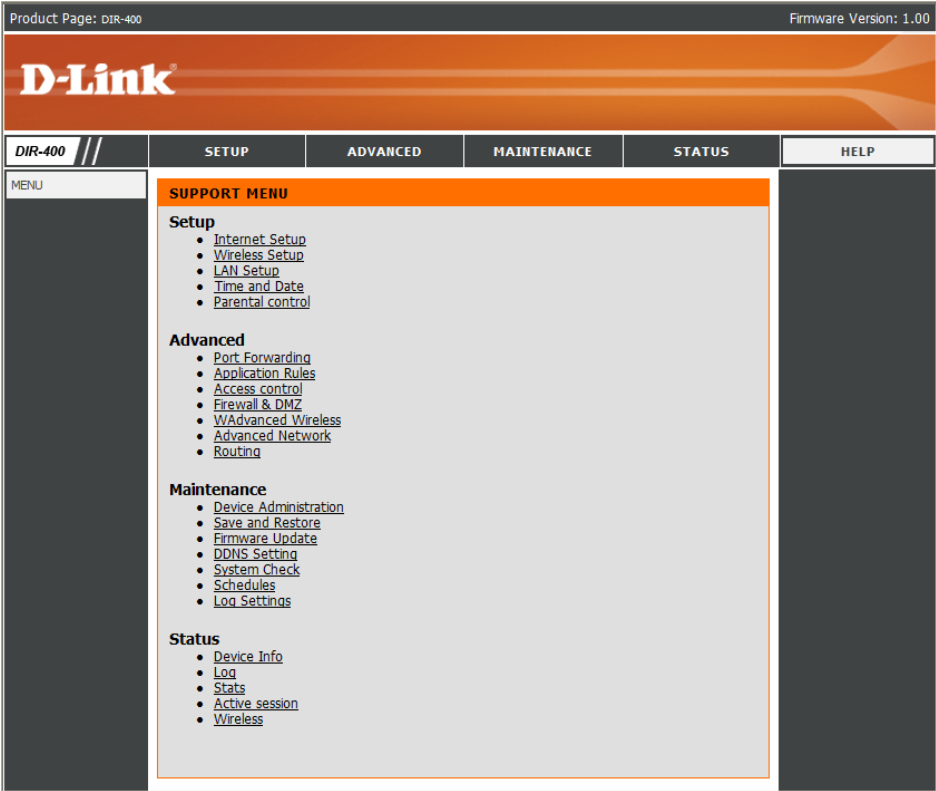 Product Page: DIR-400 Firmware Version: 1.00
D-Link®
DIR-400 SETUP ADVANCED MAINTENANCE STATUS HELP
MENU
SUPPORT MENU
Setup
Internet Setup
Wireless Setup
LAN Setup
Time and Date
Parental control
Advanced
Port Forwarding
Application Rules
Access control
Firewall & DMZ
WAdvanced Wireless
Advanced Network
Routing
Maintenance
Device Administration
Save and Restore
Firmware Update
DDNS Setting
System Check
Schedules
Log Settings
Status
Device Info
Log
Stats
Active session
Wireless